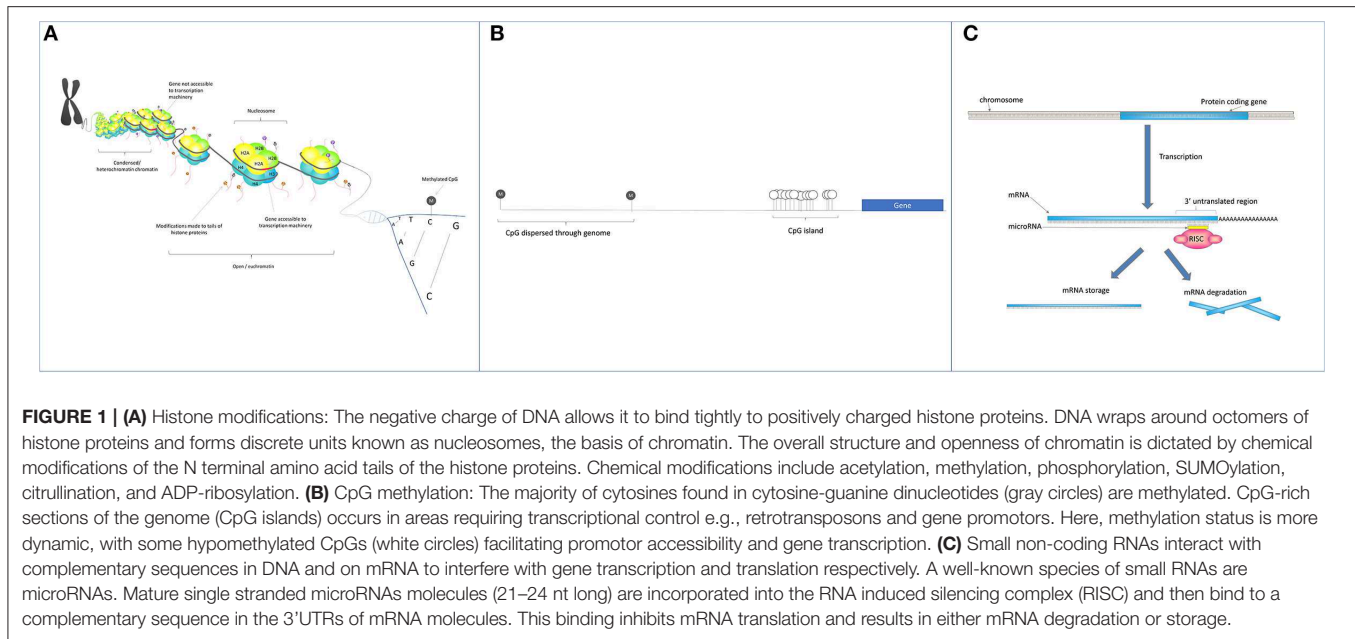 A
Gene not accessible
to transcription
machinery
Nucleosome
H2A
H2B
H2B
H2A
H4
H3
H4
Condensed/
heterochromatin chromatin
Methylated CpG
M
Modifications made to tails of
histone proteins
Gene accessible to
transcription machinery
Open / euchromatin
A
T
T
C
G
A
G
C
B
M
M
CpG dispersed through genome
CpG island
Gene
C
chromosome
Protein coding gene
Transcription
mRNA
3' untranslated region
AAAAAAAAAAAAAAA
microRNA
RISC
mRNA storage
mRNA degradation
FIGURE 1 | (A) Histone modifications: The negative charge of DNA allows it to bind tightly to positively charged histone proteins. DNA wraps around octomers of
histone proteins and forms discrete units known as nucleosomes, the basis of chromatin. The overall structure and openness of chromatin is dictated by chemical
modifications of the N terminal amino acid tails of the histone proteins. Chemical modifications include acetylation, methylation, phosphorylation, SUMOylation,
citrullination, and ADP-ribosylation. (B) CpG methylation: The majority of cytosines found in cytosine-guanine dinucleotides (gray circles) are methylated. CpG-rich
sections of the genome (CpG islands) occurs in areas requiring transcriptional control e.g., retrotransposons and gene promotors. Here, methylation status is more
dynamic, with some hypomethylated CpGs (white circles) facilitating promotor accessibility and gene transcription. (C) Small non-coding RNAs interact with
complementary sequences in DNA and on mRNA to interfere with gene transcription and translation respectively. A well-known species of small RNAs are
microRNAs. Mature single stranded microRNAs molecules (21–24 nt long) are incorporated into the RNA induced silencing complex (RISC) and then bind to a
complementary sequence in the 3'UTRs of mRNA molecules. This binding inhibits mRNA translation and results in either mRNA degradation or storage.